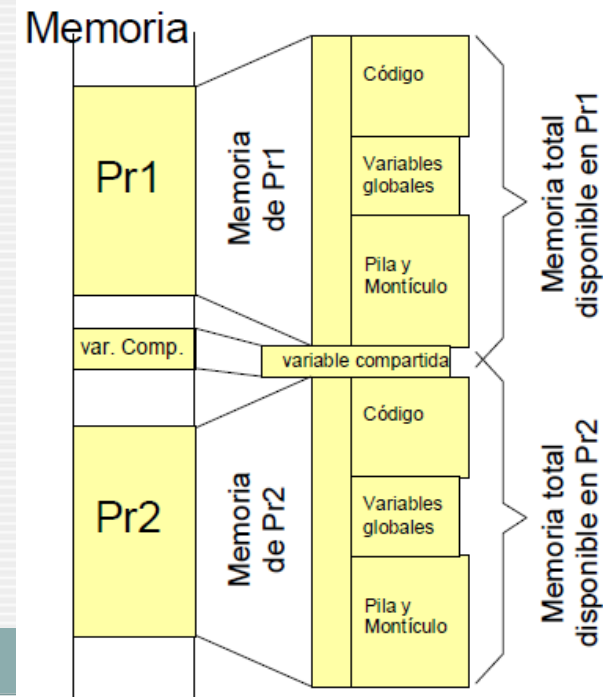 Memoria
Pr1
Memoria
de Pr1
Código
Variables
globales
Pila y
Montículo
Memoria total
disponible en Pr1
var. Comp.
variable compartida
Pr2
Memoria
de Pr2
Código
Variables
globales
Pila y
Montículo
Memoria total
disponible en Pr2